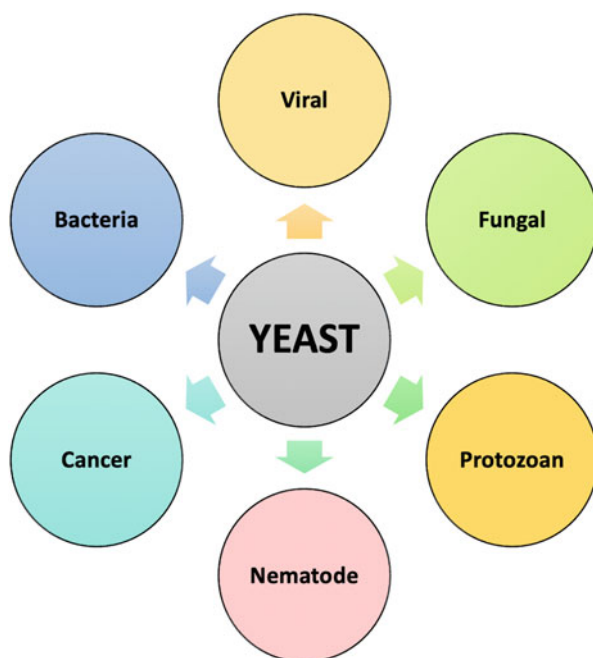 Viral
Bacteria
Fungal
YEAST
Cancer
Protozoan
Nematode